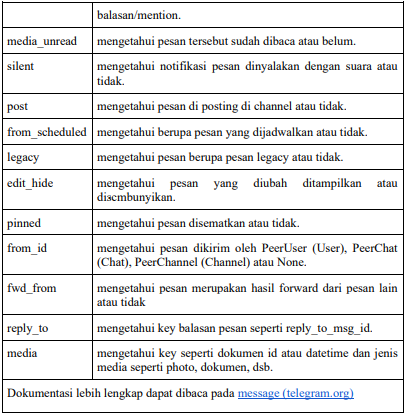 balasan/mention.
media_unread mengetahui pesan tersebut sudah dibaca atau belum.
silent mengetahui notifikasi pesan dinyalakan dengan suara atau
tidak.
post mengetahui pesan di posting di channel atau tidak.
from_scheduled mengetahui berupa pesan yang dijadwalkan atau tidak.
legacy mengetahui pesan berupa pesan legacy atau tidak.
edit_hide mengetahui pesan yang diubah ditampilkan atau
disembunyikan.
pinned mengetahui pesan disematkan atau tidak.
from_id mengetahui pesan dikirim oleh PeerUser (User), PeerChat
(Chat), PeerChannel (Channel) atau None.
fwd_from mengetahui pesan merupakan hasil forward dari pesan lain
atau tidak
reply_to mengetahui key balasan pesan seperti reply_to_msg_id.
media mengetahui key seperti dokumen id atau datetime dan jenis
media seperti photo, dokumen, dsb.
Dokumentasi lebih lengkap dapat dibaca pada message (telegram.org)